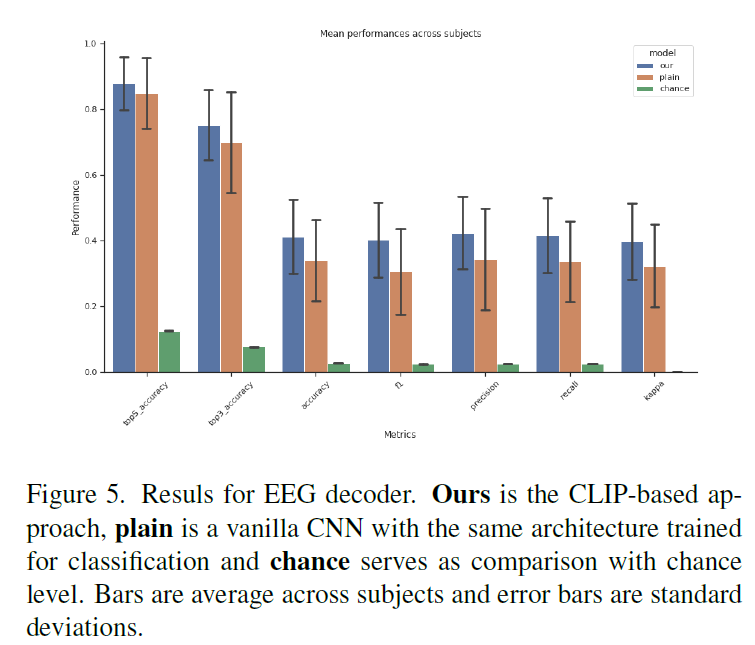 Mean performances across subjects
model
our
plain
chance
1.0
0.8
0.6
0.4
0.2
0.0
Performance
top5_accuracy
top3_accuracy
accuracy
f1
precision
recall
kappa
Metrics
Figure 5. Resuls for EEG decoder. Ours is the CLIP-based ap-
proach, plain is a vanilla CNN with the same architecture trained
for classification and chance serves as comparison with chance
level. Bars are average across subjects and error bars are standard
deviations.